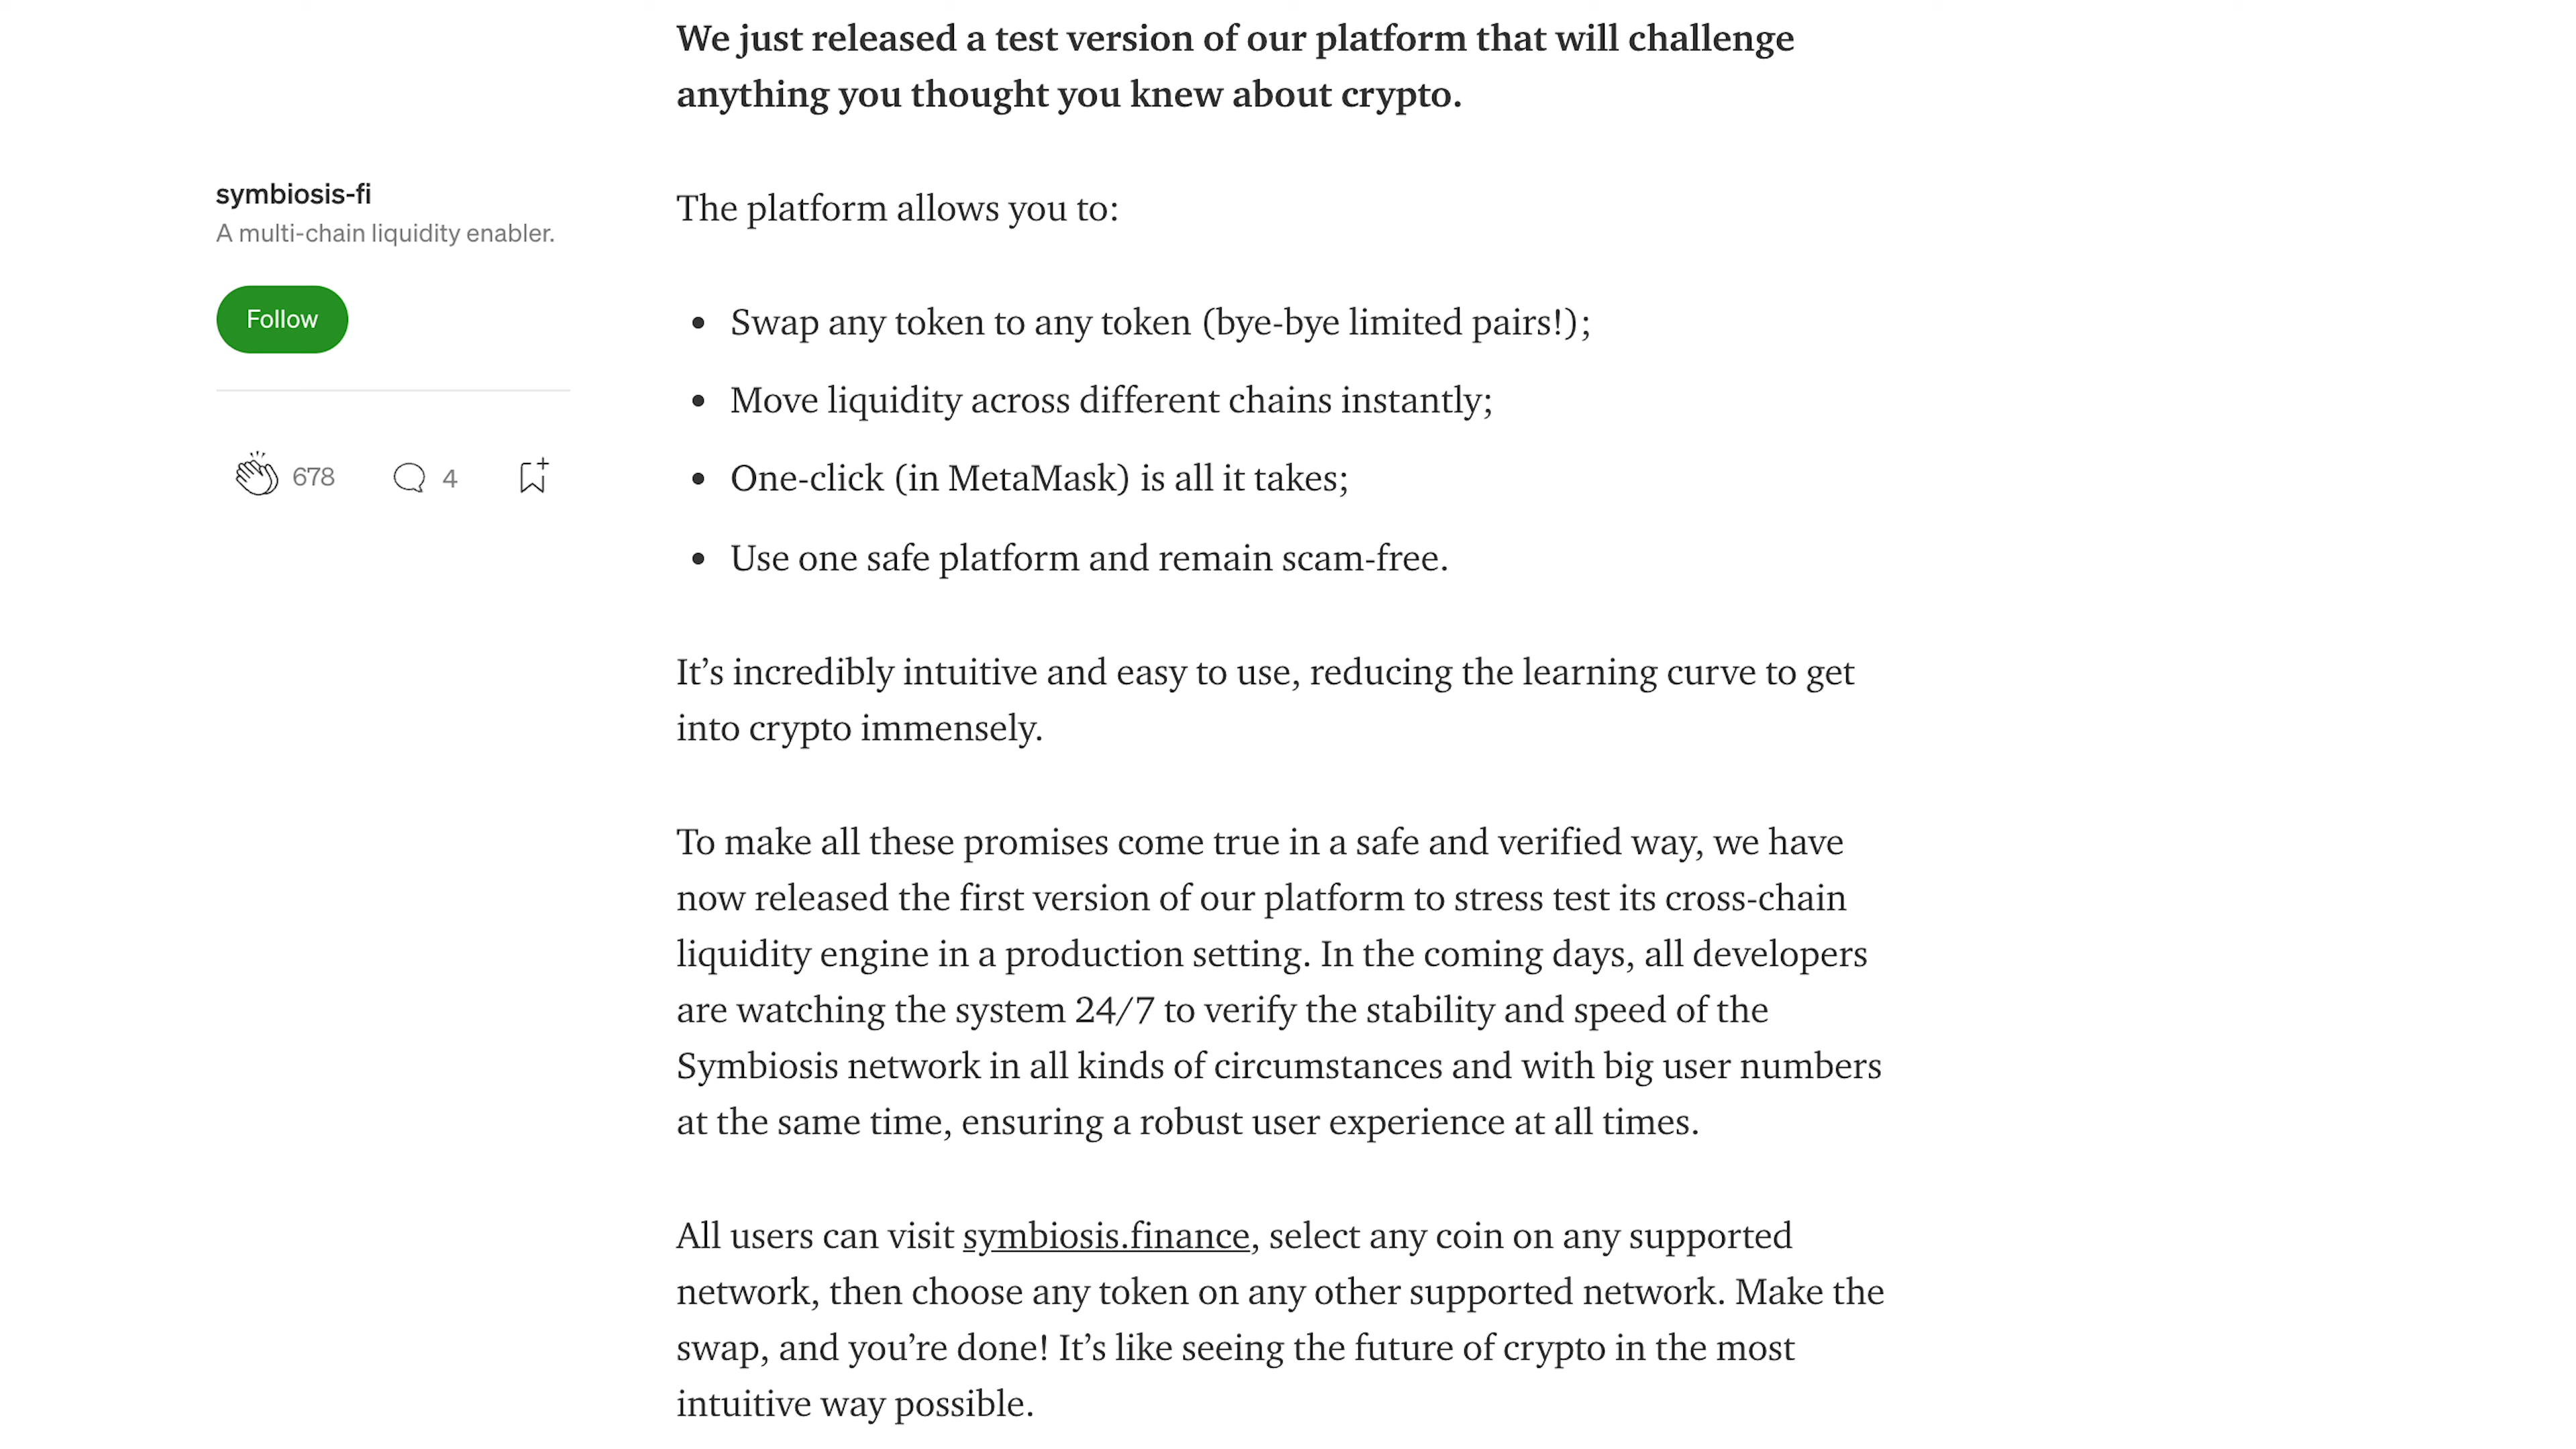 We just released a test version of our platform that will challenge
anything you thought you knew about crypto.
symbiosis-fi
A multi-chain liquidity enabler.
Follow
678
4
The platform allows you to:
• Swap any token to any token (bye-bye limited pairs!);
• Move liquidity across different chains instantly;
• One-click (in MetaMask) is all it takes;
• Use one safe platform and remain scam-free.
It’s incredibly intuitive and easy to use, reducing the learning curve to get
into crypto immensely.
To make all these promises come true in a safe and verified way, we have
now released the first version of our platform to stress test its cross-chain
liquidity engine in a production setting. In the coming days, all developers
are watching the system 24/7 to verify the stability and speed of the
Symbiosis network in all kinds of circumstances and with big user numbers
at the same time, ensuring a robust user experience at all times.
All users can visit symbiosis.finance, select any coin on any supported
network, then choose any token on any other supported network. Make the
swap, and you’re done! It’s like seeing the future of crypto in the most
intuitive way possible.